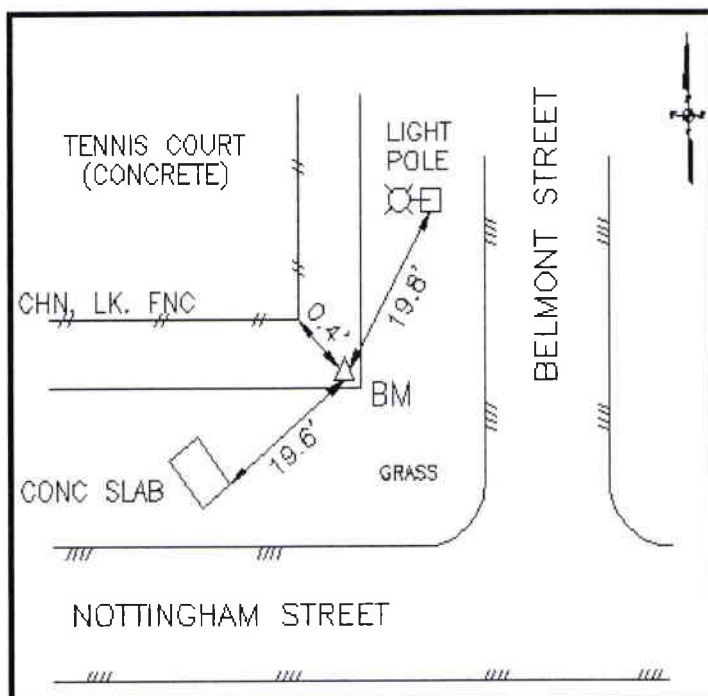 TENNIS COURT
(CONCRETE)
LIGHT
POLE
BELMONT STREET
CHN, LK. FNC
0.4'
19.8'
BM
19.6'
GRASS
CONC SLAB
NOTTINGHAM STREET